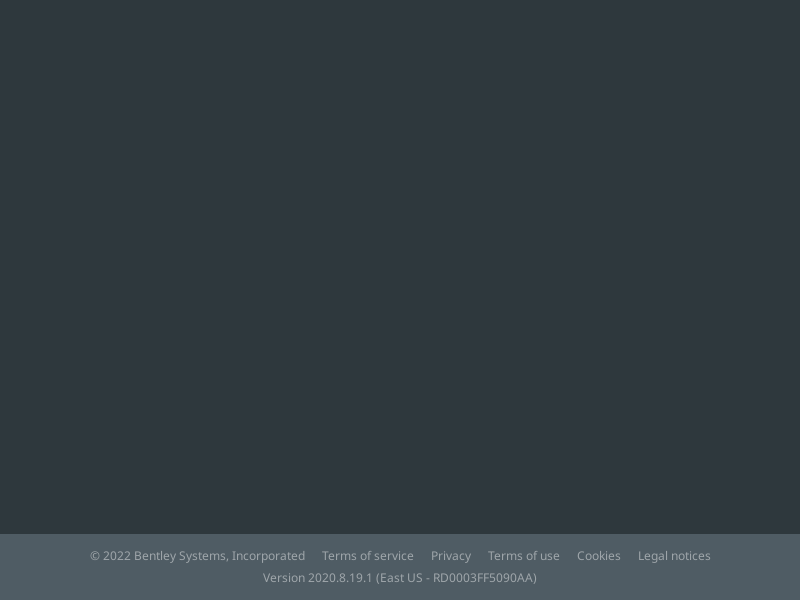 © 2022 Bentley Systems, Incorporated Terms of service Privacy Terms of use Cookies Legal notices
Version 2020.8.19.1 (East US - RD0003FF5090AA)